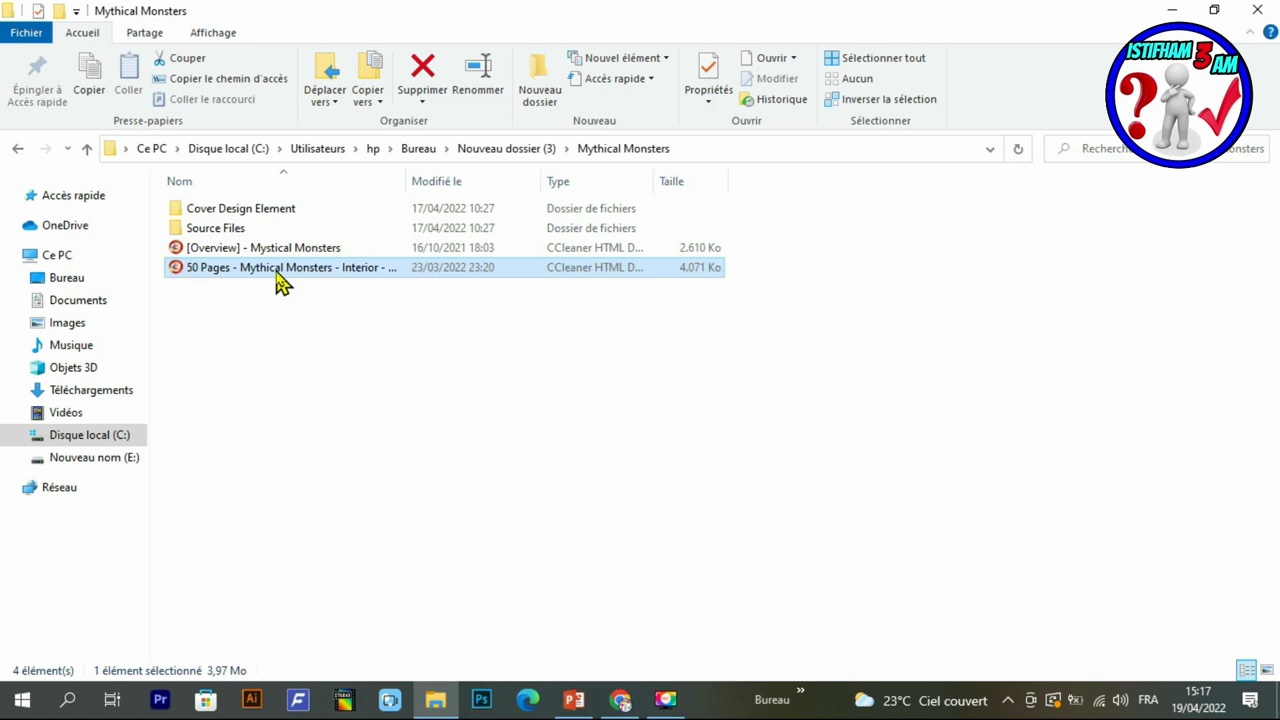 Mythical Monsters
Fichier Accueil Partage Affichage
Épingler à Accès rapide
Copier
Coller
Couper
Copier le chemin d'accès
Coller le raccourci
Presse-papiers
Déplacer vers
Copier vers
Supprimer
Renommer
Organiser
Nouveau dossier
Nouvel élément
Accès rapide
Nouveau
Propriétés
Ouvrir
Modifier
Historique
Ouvrir
Sélectionner tout
Aucun
Inverser la sélection
Sélectionner
ISTIFHAM 3 AM
Ce PC › Disque local (C:) › Utilisateurs › hp › Bureau › Nouveau dossier (3) › Mythical Monsters
Nom Modifié le Type Taille
Cover Design Element 17/04/2022 10:27 Dossier de fichiers
Source Files 17/04/2022 10:27 Dossier de fichiers
[Overview] - Mystical Monsters 16/10/2021 18:03 CCleaner HTML D... 2.610 Ko
50 Pages - Mythical Monsters - Interior - ... 23/03/2022 23:20 CCleaner HTML D... 4.071 Ko
Accès rapide
OneDrive
Ce PC
Bureau
Documents
Images
Musique
Objets 3D
Téléchargements
Vidéos
Disque local (C:)
Nouveau nom (E:)
Réseau
4 élément(s) 1 élément sélectionné 3,97 Mo
Pr Ai Ps
Bureau
23°C Ciel couvert
FRA
15:17
19/04/2022